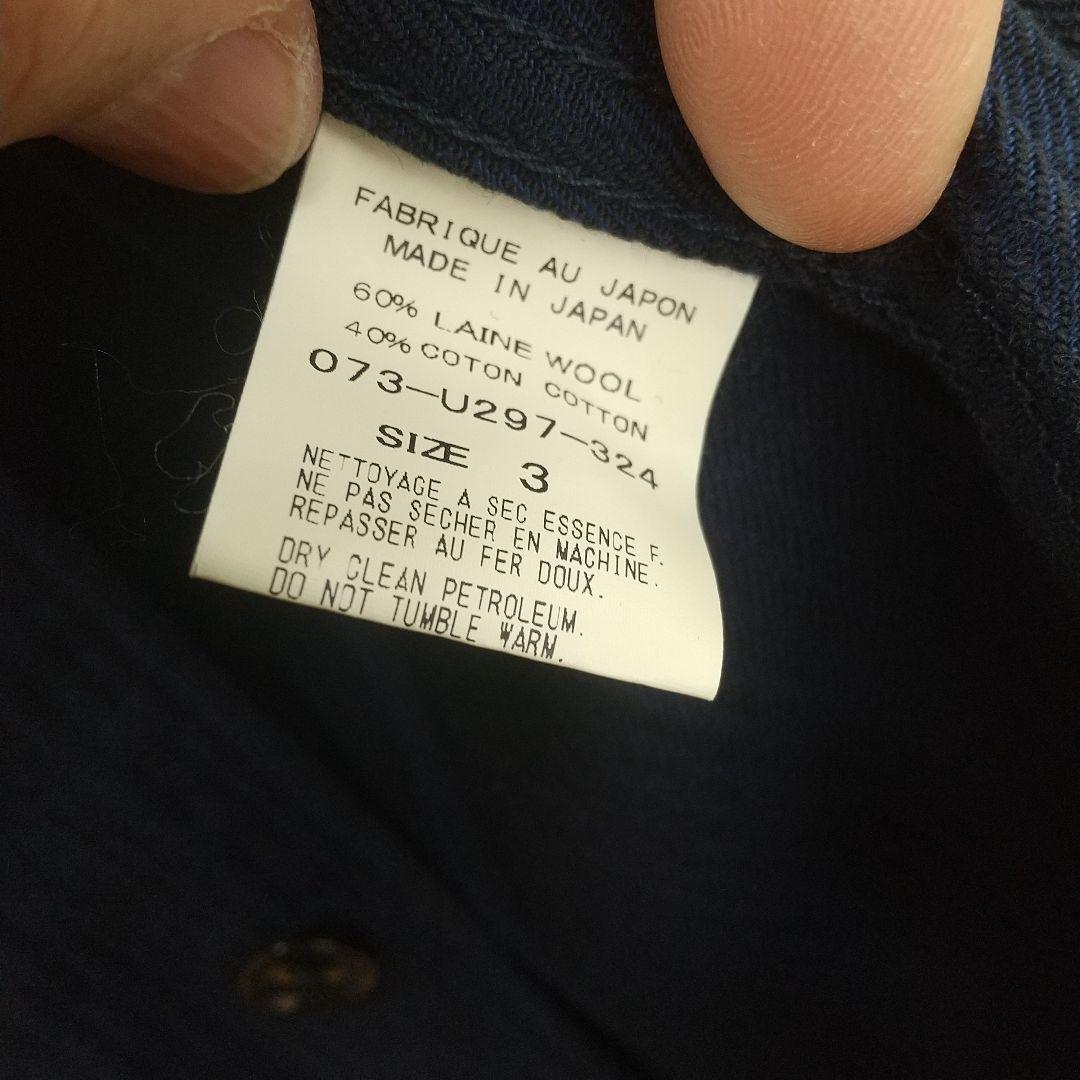 FABRIQUE AU JAPON
MADE IN JAPAN
60% LAINE WOOL
40% COTON COTTON
073-U297-324
SIZE 3
NETTOYAGE A SEC ESSENCE F.
NE PAS SECHER EN MACHINE.
REPASSER AU FER DOUX.
DRY CLEAN PETROLEUM.
DO NOT TUMBLE WARM.